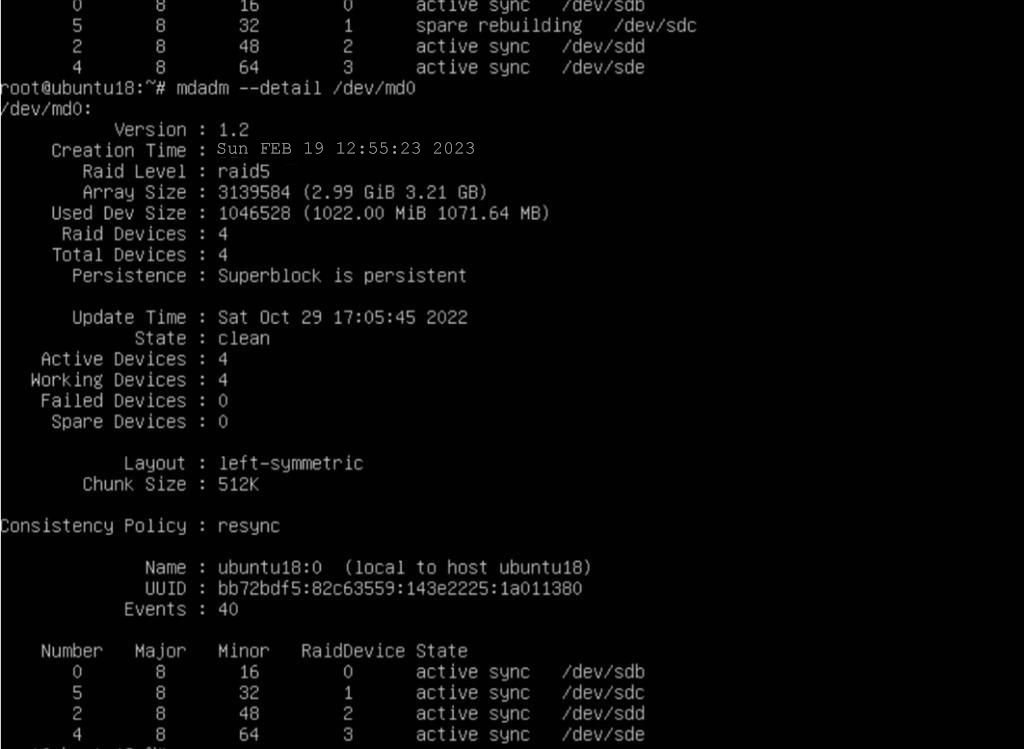 0 8 16 0 active sync /dev/sdb
5 8 32 1 spare rebuilding /dev/sdc
2 8 48 2 active sync /dev/sdd
4 8 64 3 active sync /dev/sde
root@ubuntu18:~# mdadm --detail /dev/md0
/dev/md0:
Version : 1.2
Creation Time : Sun FEB 19 12:55:23 2023
Raid Level : raid5
Array Size : 3139584 (2.99 GiB 3.21 GB)
Used Dev Size : 1046528 (1022.00 MiB 1071.64 MB)
Raid Devices : 4
Total Devices : 4
Persistence : Superblock is persistent
Update Time : Sat Oct 29 17:05:45 2022
State : clean
Active Devices : 4
Working Devices : 4
Failed Devices : 0
Spare Devices : 0
Layout : left-symmetric
Chunk Size : 512K
Consistency Policy : resync
Name : ubuntu18:0 (local to host ubuntu18)
UUID : bb72bdf5:82c63559:143e2225:1a011380
Events : 40
Number Major Minor RaidDevice State
0 8 16 0 active sync /dev/sdb
5 8 32 1 active sync /dev/sdc
2 8 48 2 active sync /dev/sdd
4 8 64 3 active sync /dev/sde